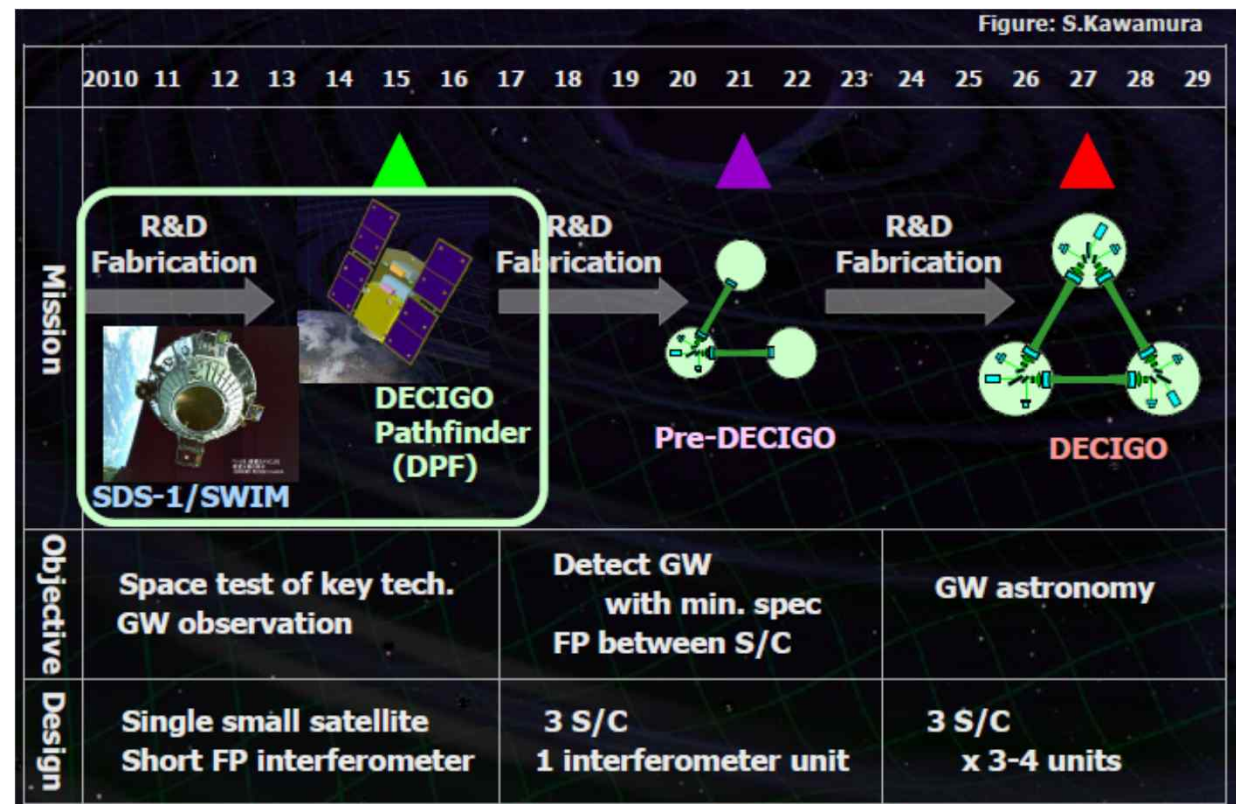 Figure: S.Kawamura
2010 11 12 13 14 15 16 17 18 19 20 21 22 23 24 25 26 27 28 29
Mission
R&D
Fabrication
SDS-1/SWIM
DECIGO
Pathfinder
(DPF)
R&D
Fabrication
Pre-DECIGO
R&D
Fabrication
DECIGO
Objective
Space test of key tech.
GW observation
Detect GW
with min. spec
FP between S/C
GW astronomy
Design
Single small satellite
Short FP interferometer
3 S/C
1 interferometer unit
3 S/C
x 3-4 units